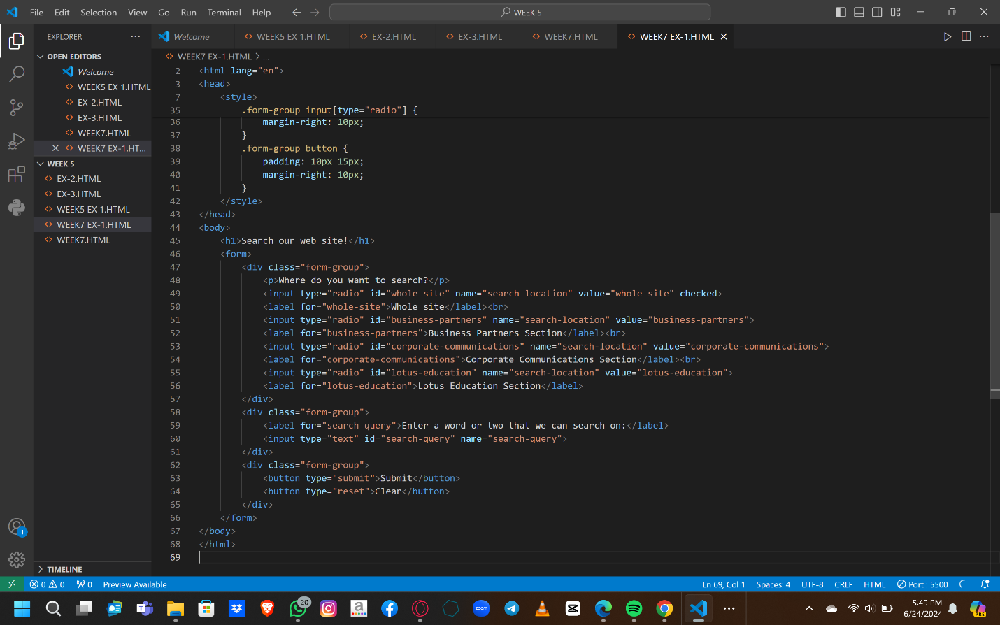 File Edit Selection View Go Run Terminal Help
WEEK 5
EXPLORER
Welcome
WEEK5 EX 1.HTML
EX-2.HTML
EX-3.HTML
WEEK7.HTML
WEEK7 EX-1.HTML
OPEN EDITORS
Welcome
WEEK5 EX 1.HTML
EX-2.HTML
EX-3.HTML
WEEK7.HTML
WEEK7 EX-1.HT...
WEEK 5
EX-2.HTML
EX-3.HTML
WEEK5 EX 1.HTML
WEEK7 EX-1.HTML
WEEK7.HTML
TIMELINE
WEEK7 EX-1.HTML > ...
2 <html lang="en">
3 <head>
7 <style>
35 .form-group input[type="radio"] {
36 margin-right: 10px;
37 }
38 .form-group button {
39 padding: 10px 15px;
40 margin-right: 10px;
41 }
42 </style>
43 </head>
44 <body>
45 <h1>Search our web site!</h1>
46 <form>
47 <div class="form-group">
48 <p>Where do you want to search?</p>
49 <input type="radio" id="whole-site" name="search-location" value="whole-site" checked>
50 <label for="whole-site">Whole site</label><br>
51 <input type="radio" id="business-partners" name="search-location" value="business-partners">
52 <label for="business-partners">Business Partners Section</label><br>
53 <input type="radio" id="corporate-communications" name="search-location" value="corporate-communications">
54 <label for="corporate-communications">Corporate Communications Section</label><br>
55 <input type="radio" id="lotus-education" name="search-location" value="lotus-education">
56 <label for="lotus-education">Lotus Education Section</label>
57 </div>
58 <div class="form-group">
59 <label for="search-query">Enter a word or two that we can search on:</label>
60 <input type="text" id="search-query" name="search-query">
61 </div>
62 <div class="form-group">
63 <button type="submit">Submit</button>
64 <button type="reset">Clear</button>
65 </div>
66 </form>
67 </body>
68 </html>
69
1
0 0 0 Preview Available
Ln 69, Col 1 Spaces: 4 UTF-8 CRLF HTML Port : 5500
20
a
zoom
5:49 PM
6/24/2024
PRE